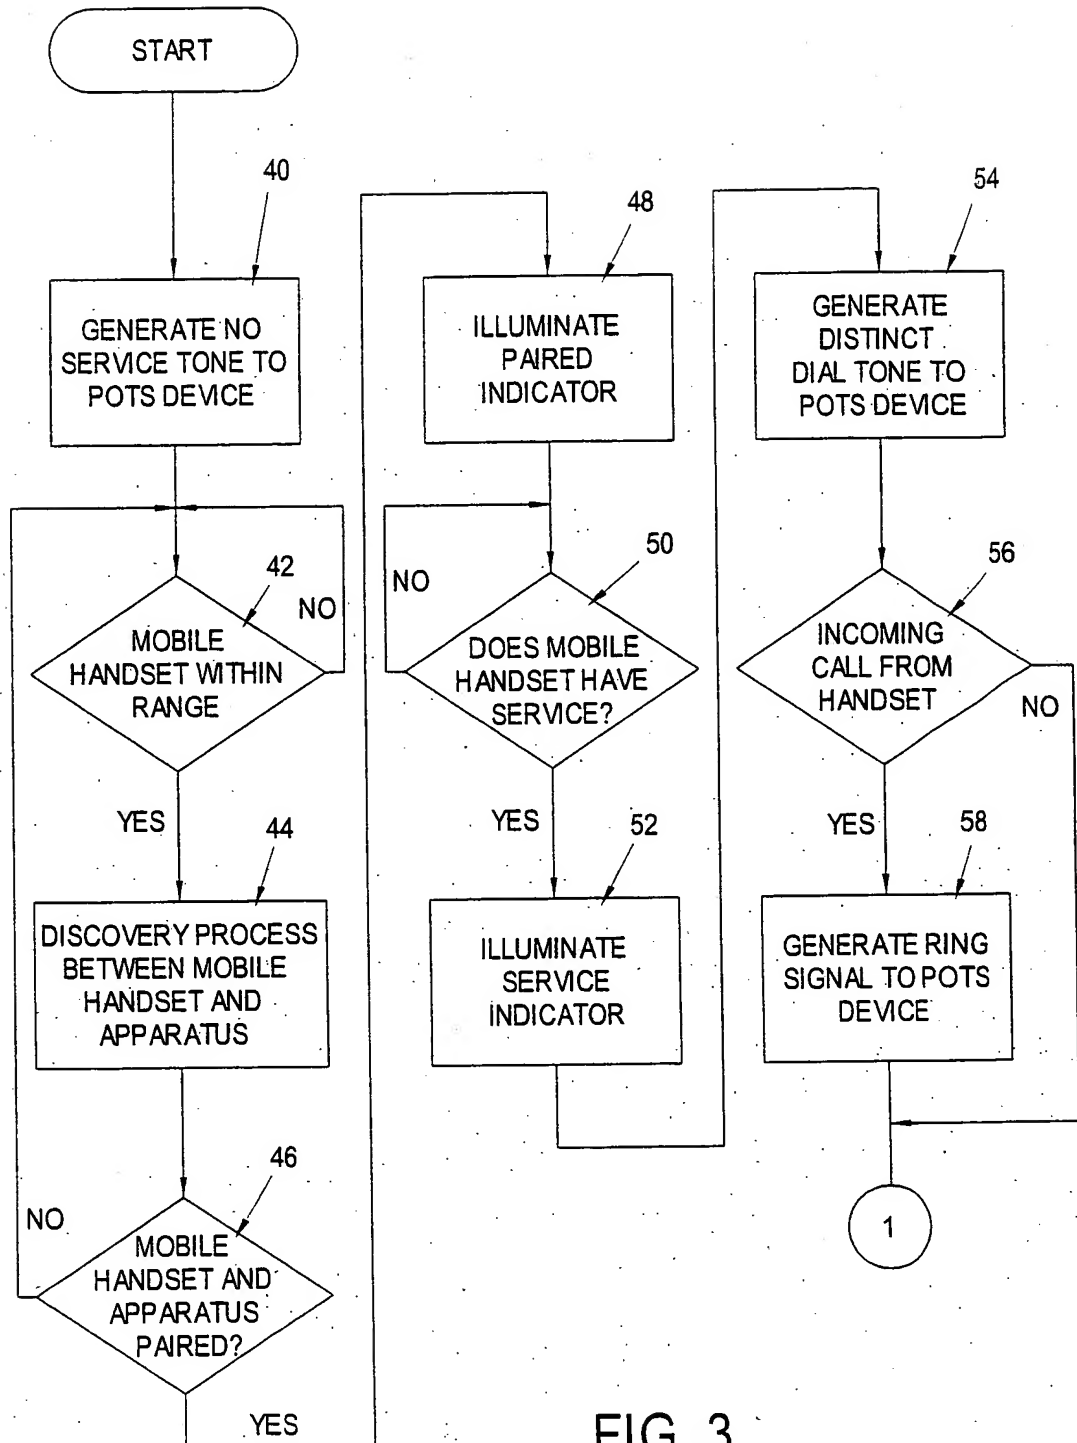 START
40
GENERATE NO
SERVICE TONE TO
POTS DEVICE
42
NO
MOBILE
HANDSET WITHIN
RANGE
YES
44
DISCOVERY PROCESS
BETWEEN MOBILE
HANDSET AND
APPARATUS
46
NO
MOBILE
HANDSET AND
APPARATUS
PAIRED?
YES
48
ILLUMINATE
PAIRED
INDICATOR
50
NO
DOES MOBILE
HANDSET HAVE
SERVICE?
YES
52
ILLUMINATE
SERVICE
INDICATOR
54
GENERATE
DISTINCT
DIAL TONE TO
POTS DEVICE
56
INCOMING
CALL FROM
HANDSET
NO
YES
58
GENERATE RING
SIGNAL TO POTS
DEVICE
1
FIG. 3